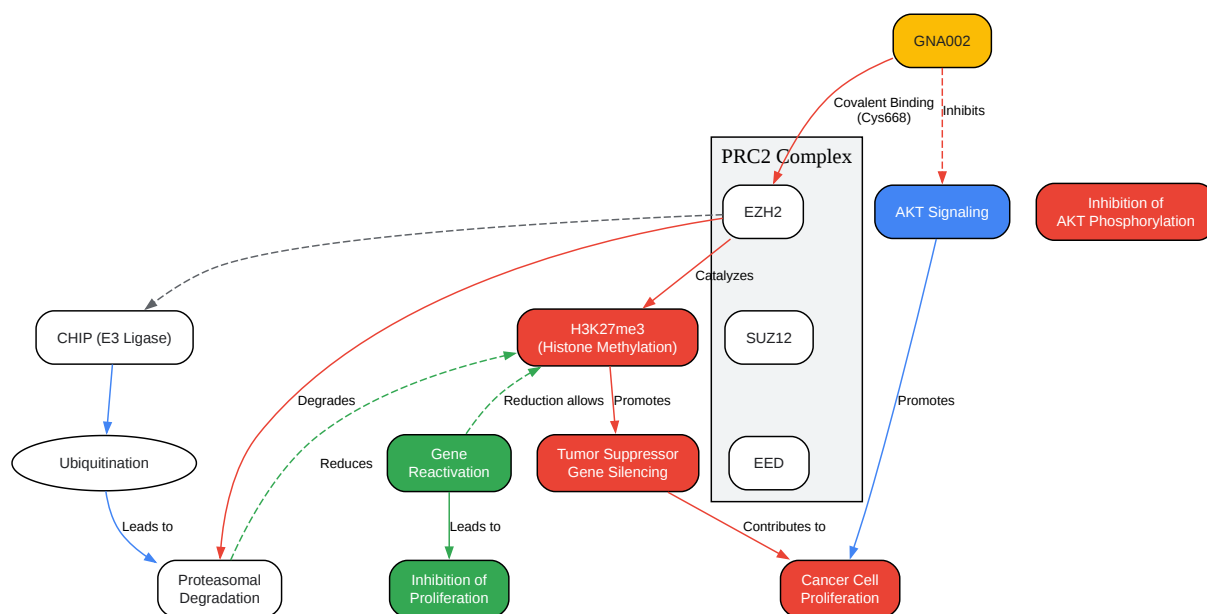 GNA002
Covalent Binding
(Cys668)
Inhibits
PRC2 Complex
EZH2
AKT Signaling
Inhibition of
AKT Phosphorylation
Catalyzes
CHIP (E3 Ligase)
H3K27me3
(Histone Methylation)
SUZ12
Degrades
Reduction allows
Promotes
Promotes
Ubiquitination
Reduces
Gene
Reactivation
Tumor Suppressor
Gene Silencing
EED
Leads to
Leads to
Contributes to
Proteasomal
Degradation
Inhibition of
Proliferation
Cancer Cell
Proliferation